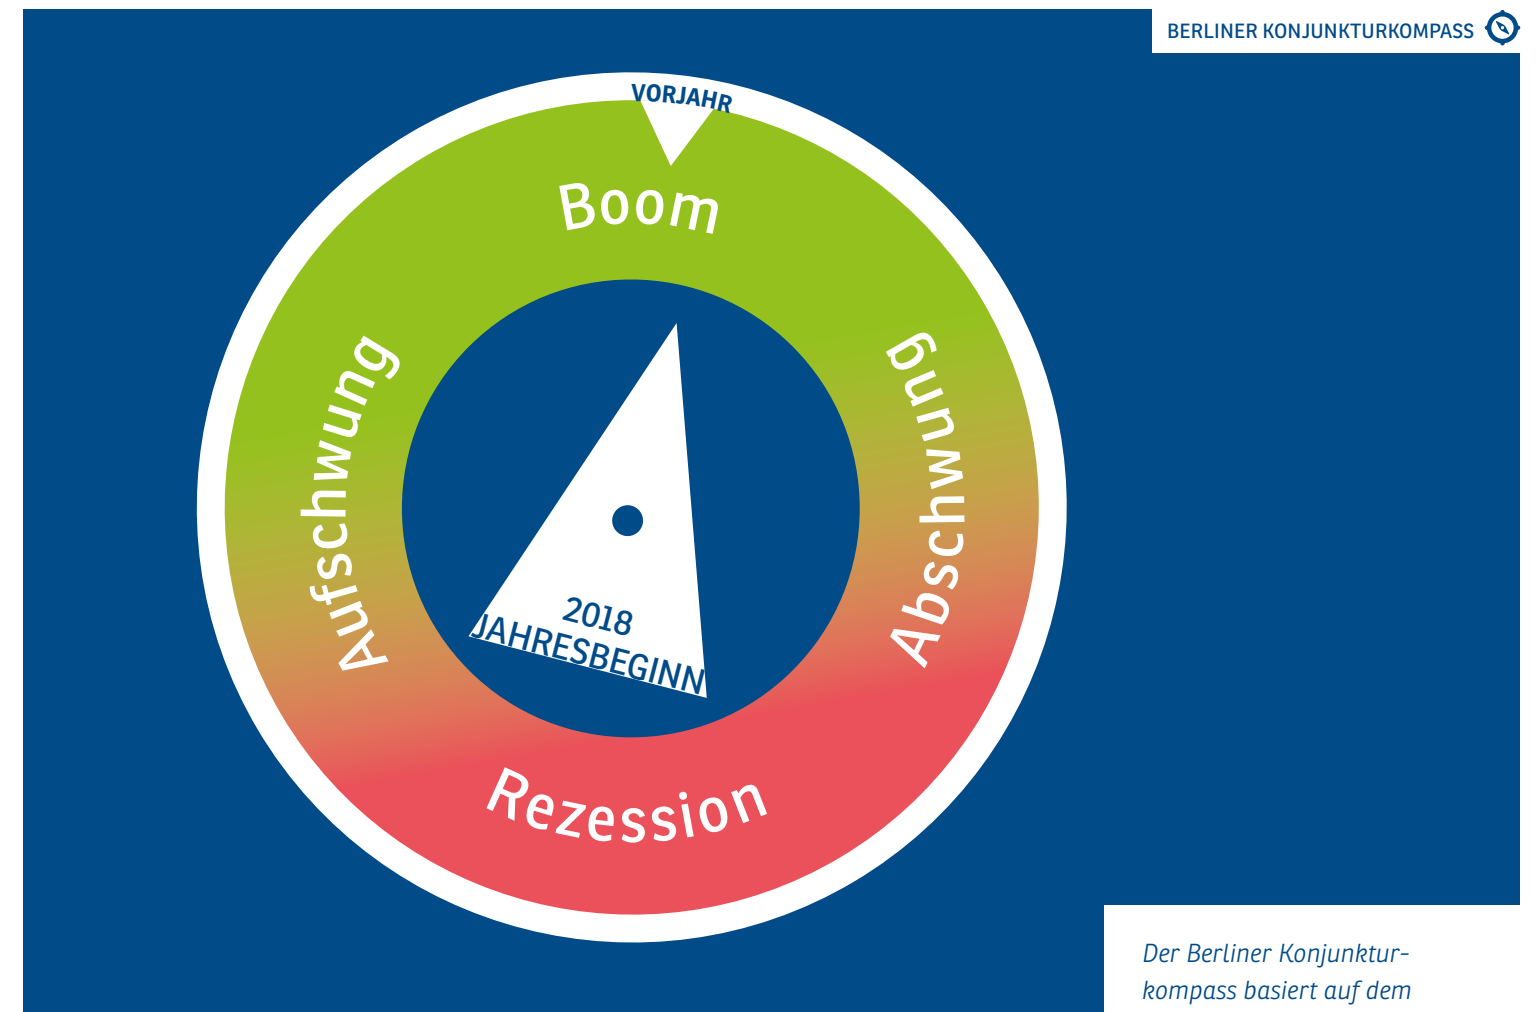 BERLINER KONJUNKTURKOMPASS
VORJAHR
Boom
Aufschwung
Abschwung
2018
JAHRESBEGINN
Rezession
Der Berliner Konjunktur-
kompass basiert auf dem